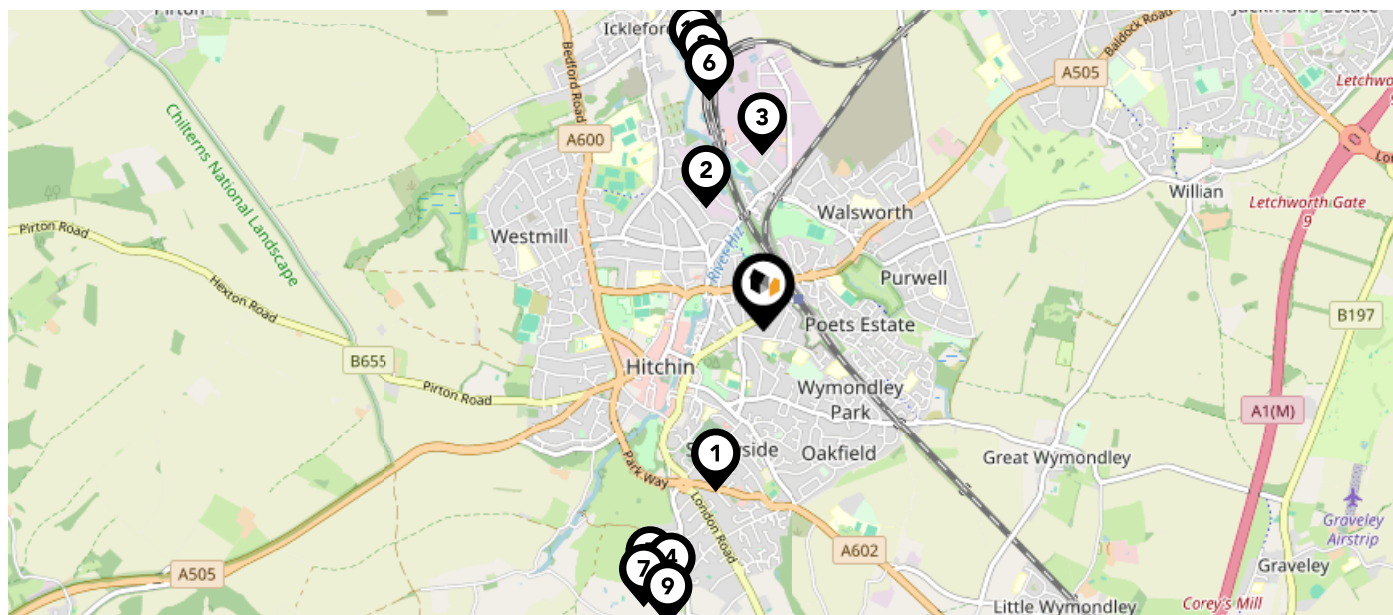 Pirton
Ickleford
Jackmans Estate
Baldock Road
6
A505
Bedford Road
3
A600
Chilterns National Landscape
2
Willian
Letchworth Gate
9
Walsworth
Pirton Road
Westmill
River Hiz
Purwell
Hexton Road
Poets Estate
B197
B655
Hitchin
Pirton Road
Wymondley
Park
A1(M)
1
Oakfield
Great Wymondley
Park Way
London Road
Graveley
Airstrip
A602
4
7
9
A505
Graveley
Little Wymondley
Corey's Mill